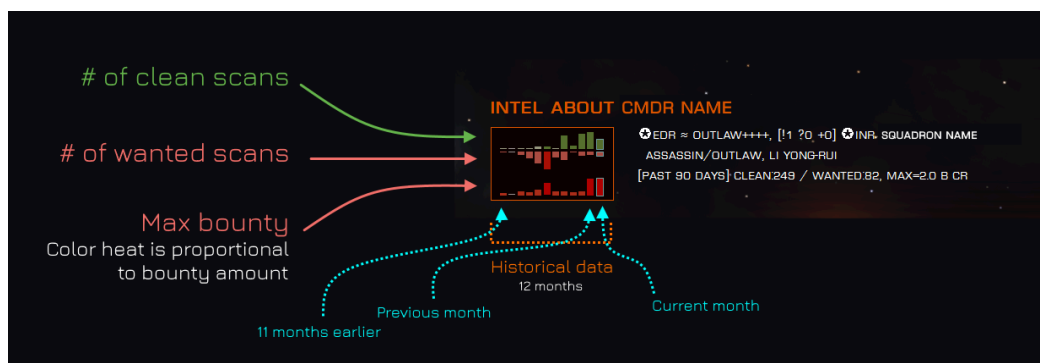 # of clean scans
# of wanted scans
Max bounty
Color heat is proportional
to bounty amount
INTEL ABOUT CMDR NAME
EDR ≈ OUTLAW++++, [!1 ?0 +0] INR, SQUADRON NAME
ASSASSIN/OUTLAW, LI YONG-RUI
[PAST 90 DAYS]: CLEAN:249 / WANTED:82, MAX=2.0 B CR
Historical data
12 months
11 months earlier
Previous month
Current month